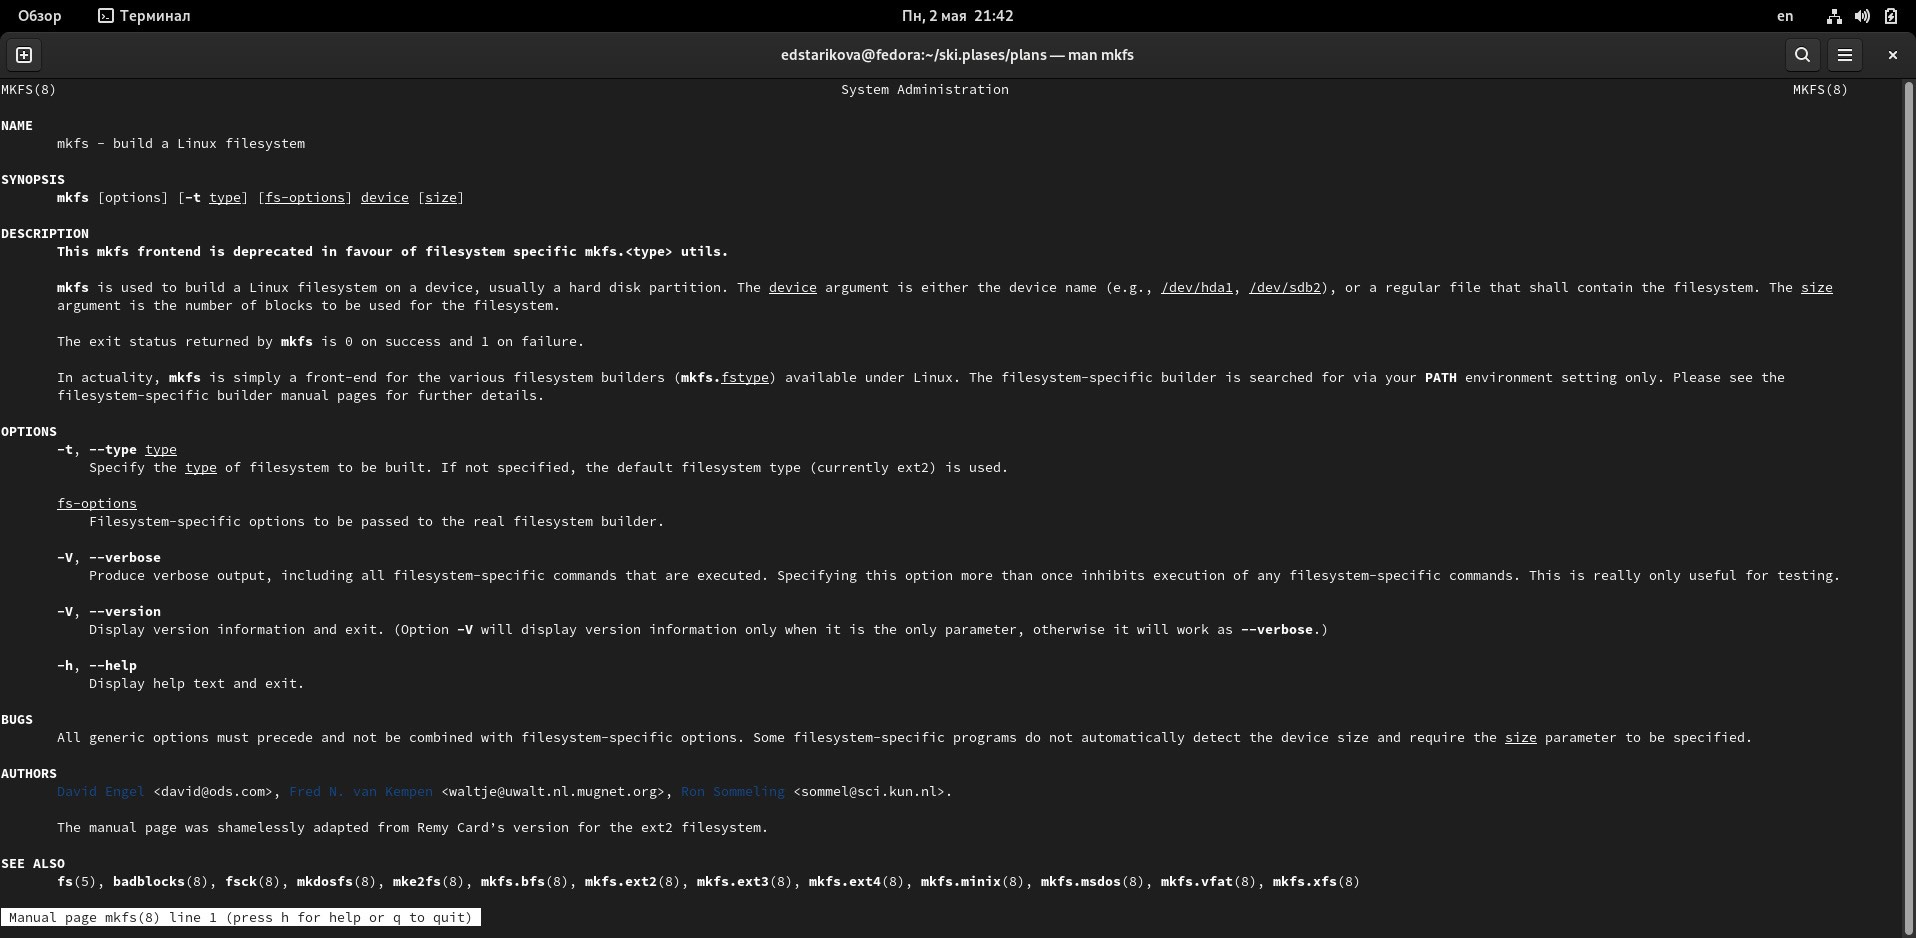 Обзор Терминал Пн, 2 мая 21:42 en
edstarikova@fedora:~/ski.plases/plans — man mkfs
MKFS(8) System Administration MKFS(8)
NAME
mkfs - build a Linux filesystem
SYNOPSIS
mkfs [options] [-t type] [fs-options] device [size]
DESCRIPTION
This mkfs frontend is deprecated in favour of filesystem specific mkfs.<type> utils.
mkfs is used to build a Linux filesystem on a device, usually a hard disk partition. The device argument is either the device name (e.g., /dev/hda1, /dev/sdb2), or a regular file that shall contain the filesystem. The size
argument is the number of blocks to be used for the filesystem.
The exit status returned by mkfs is 0 on success and 1 on failure.
In actuality, mkfs is simply a front-end for the various filesystem builders (mkfs.fstype) available under Linux. The filesystem-specific builder is searched for via your PATH environment setting only. Please see the
filesystem-specific builder manual pages for further details.
OPTIONS
-t, --type type
Specify the type of filesystem to be built. If not specified, the default filesystem type (currently ext2) is used.
fs-options
Filesystem-specific options to be passed to the real filesystem builder.
-V, --verbose
Produce verbose output, including all filesystem-specific commands that are executed. Specifying this option more than once inhibits execution of any filesystem-specific commands. This is really only useful for testing.
-V, --version
Display version information and exit. (Option -V will display version information only when it is the only parameter, otherwise it will work as --verbose.)
-h, --help
Display help text and exit.
BUGS
All generic options must precede and not be combined with filesystem-specific options. Some filesystem-specific programs do not automatically detect the device size and require the size parameter to be specified.
AUTHORS
David Engel <david@ods.com>, Fred N. van Kempen <waltje@uwalt.nl.mugnet.org>, Ron Sommeling <sommel@sci.kun.nl>.
The manual page was shamelessly adapted from Remy Card’s version for the ext2 filesystem.
SEE ALSO
fs(5), badblocks(8), fsck(8), mkdosfs(8), mke2fs(8), mkfs.bfs(8), mkfs.ext2(8), mkfs.ext3(8), mkfs.ext4(8), mkfs.minix(8), mkfs.msdos(8), mkfs.vfat(8), mkfs.xfs(8)
Manual page mkfs(8) line 1 (press h for help or q to quit)